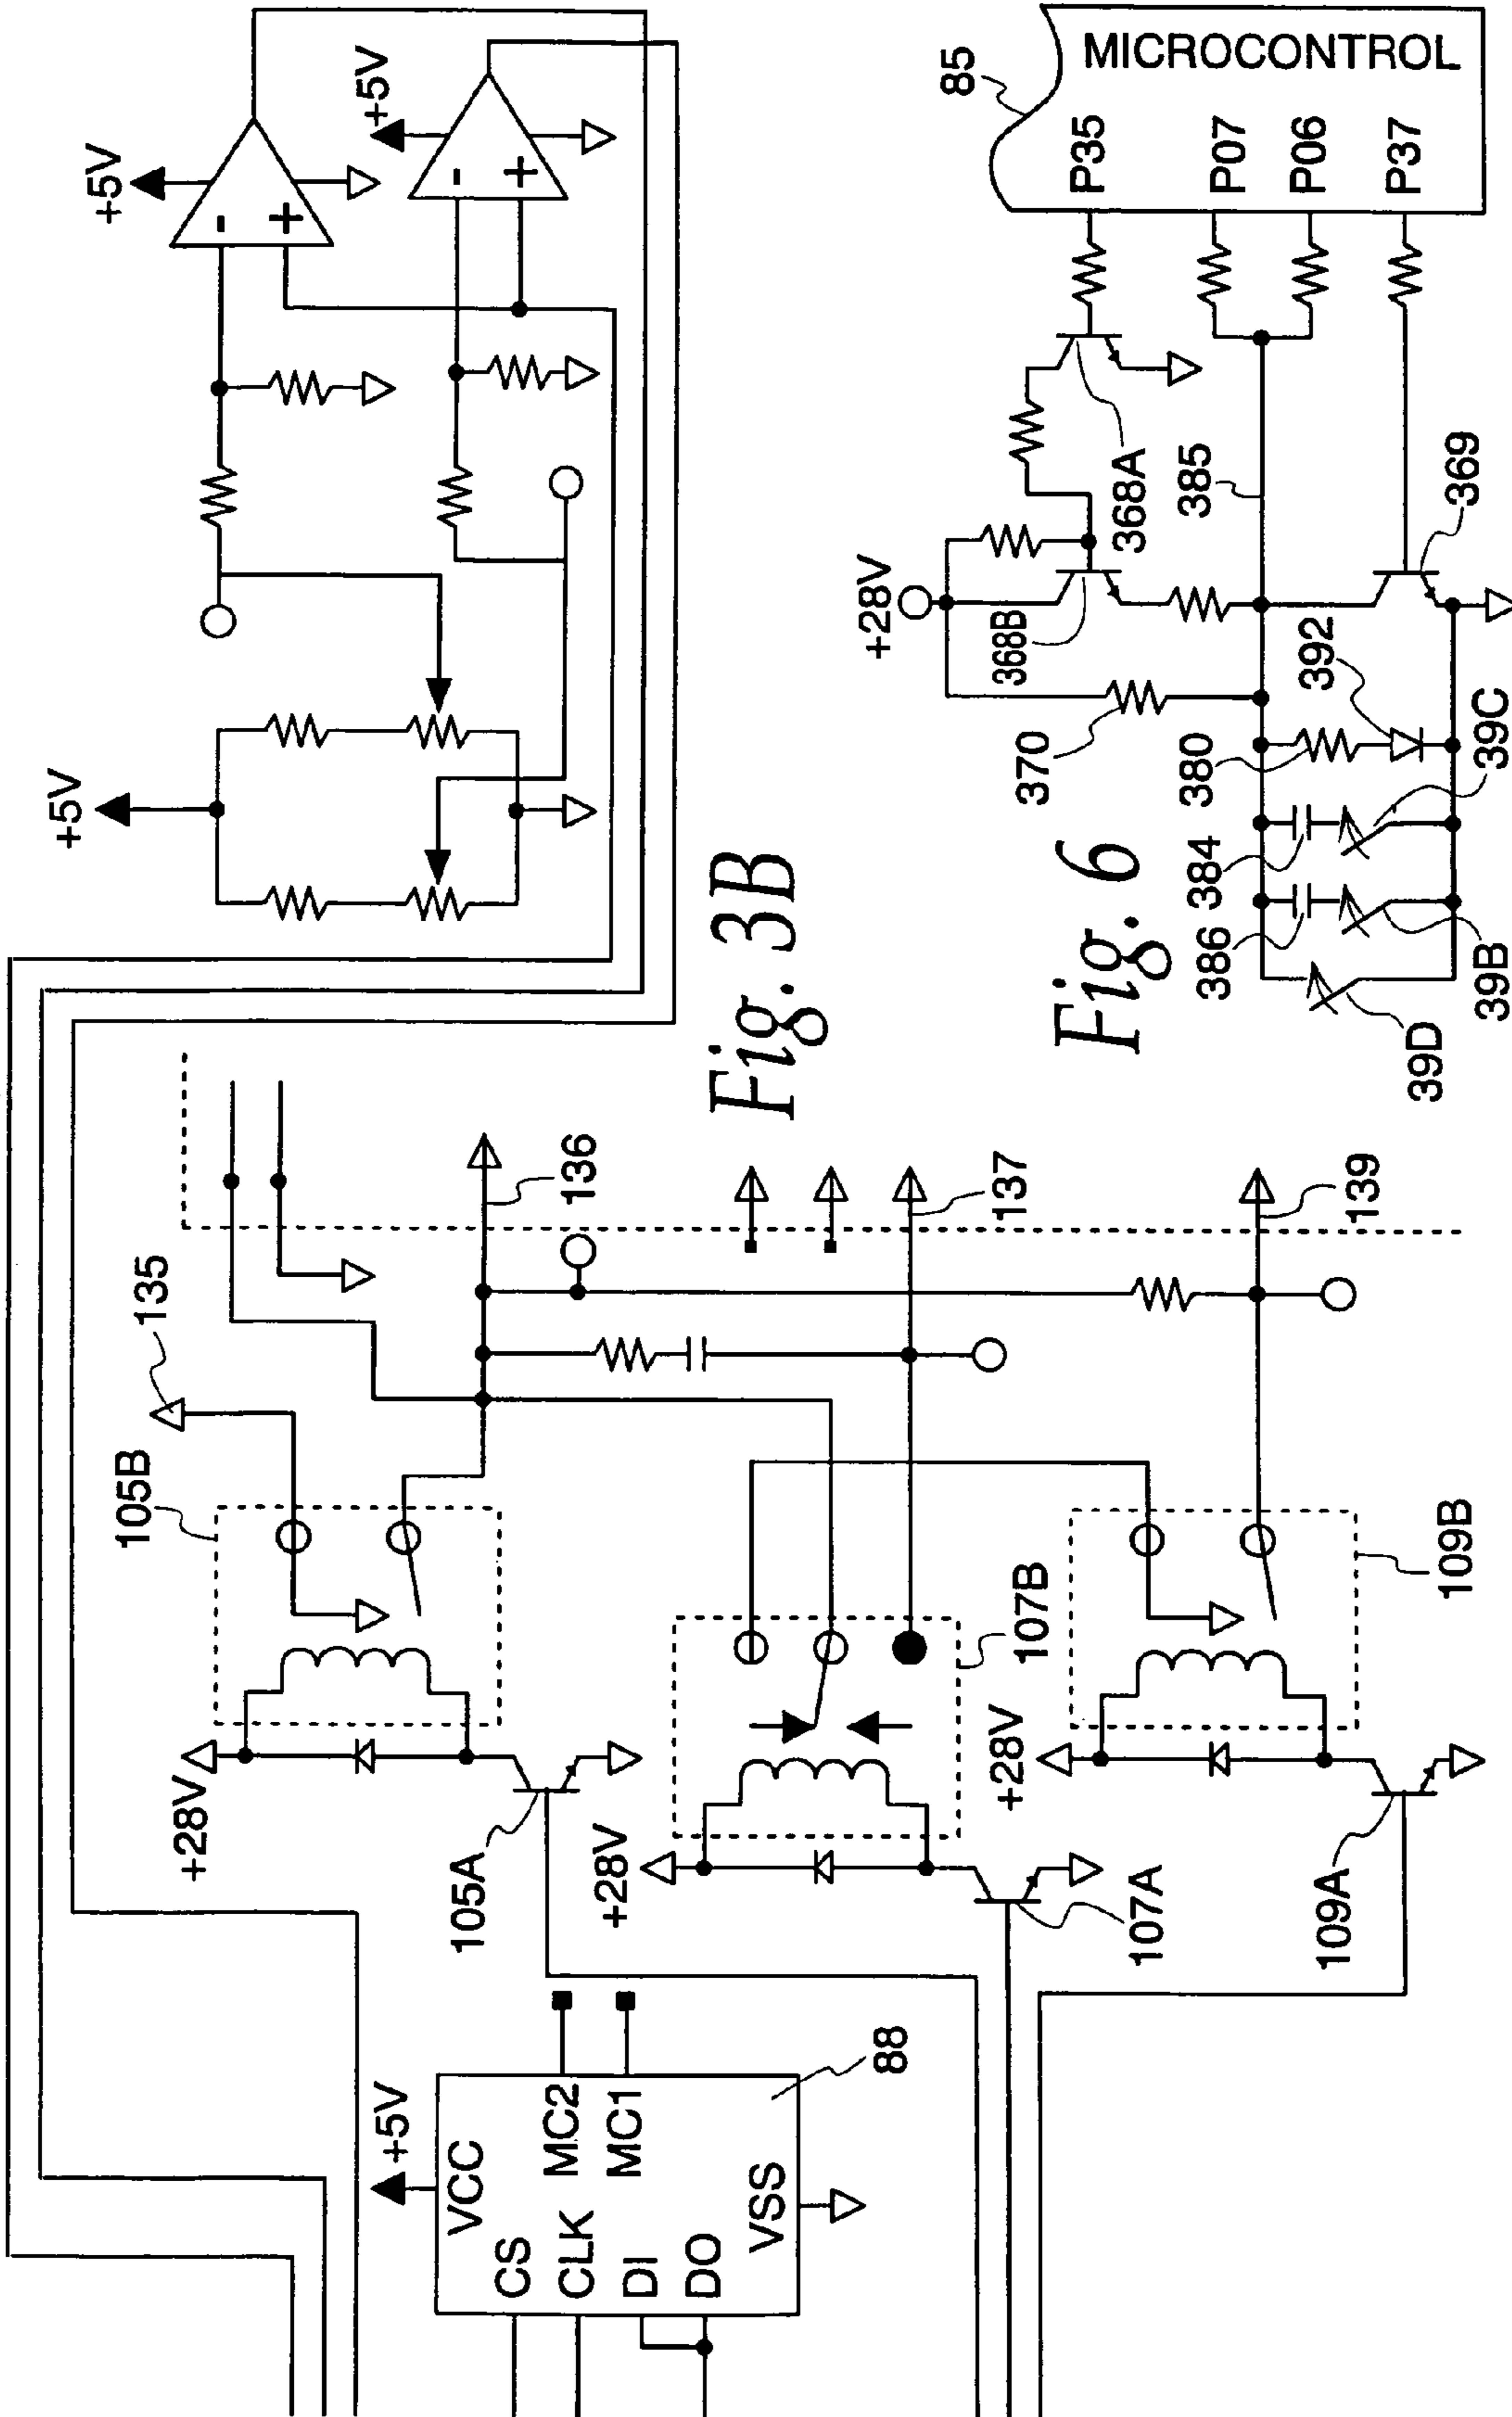 +5V
+5V
+5V
Fig. 3B
MICROCONTROL
85
P35
P07
P06
P37
+28V
368A
368B
385
369
370
380
392
384
39C
386
39B
39D
Fig. 6
135
136
137
139
105B
+28V
105A
107B
+28V
107A
109B
+28V
109A
+5V
VCC
CS
CLK
DI
DO
MC2
MC1
VSS
88
-
+
-
+